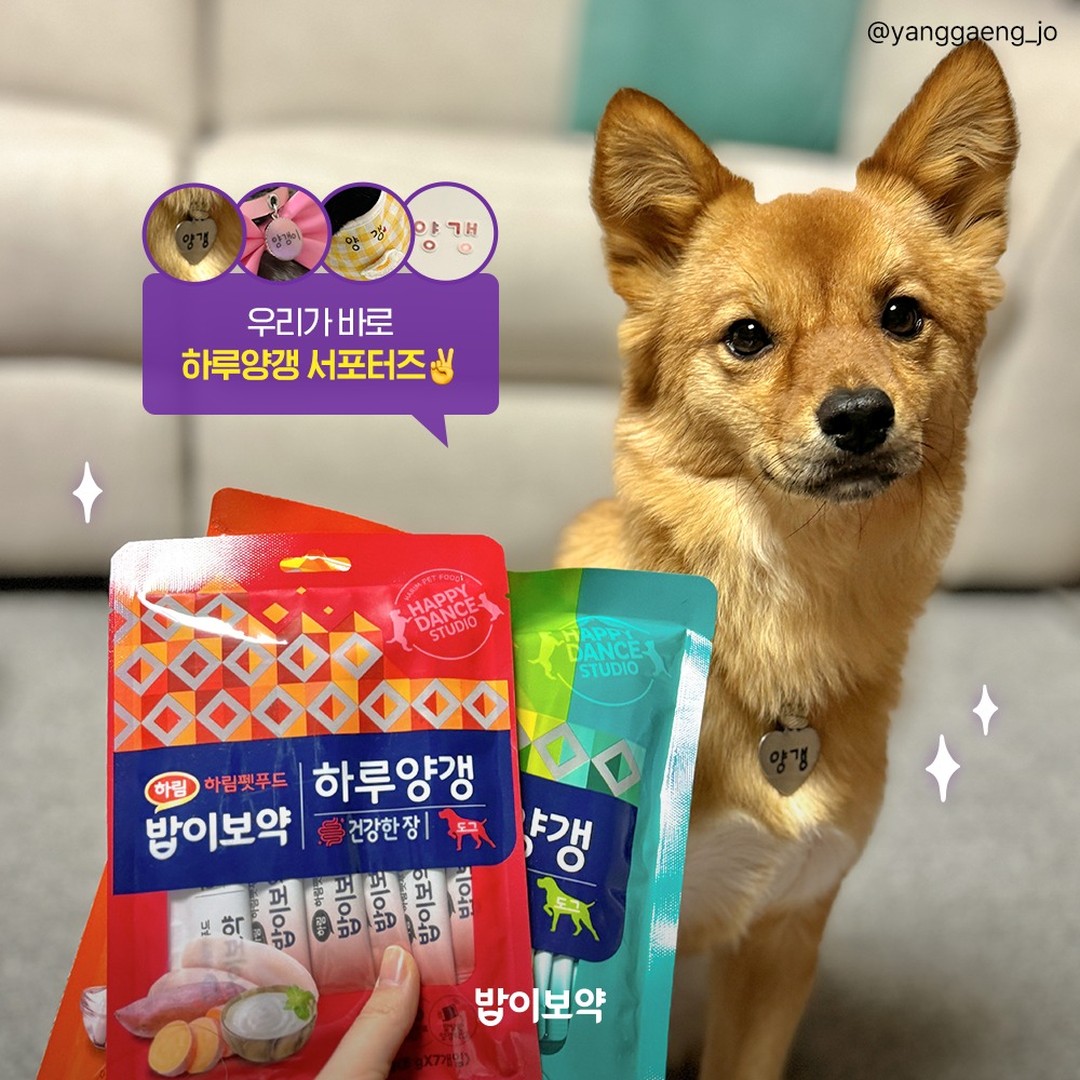 @yanggaeng_jo
양갱
양갱이
양 갱
양 갱
우리가 바로
하루양갱 서포터즈✌
HARIM PET FOOD
HAPPY
DANCE
STUDIO
HAPPY
DANCE
STUDIO
하림
하림펫푸드
밥이보약
하루양갱
건강한 장
도그
양갱
도그
양갱
밥이보약